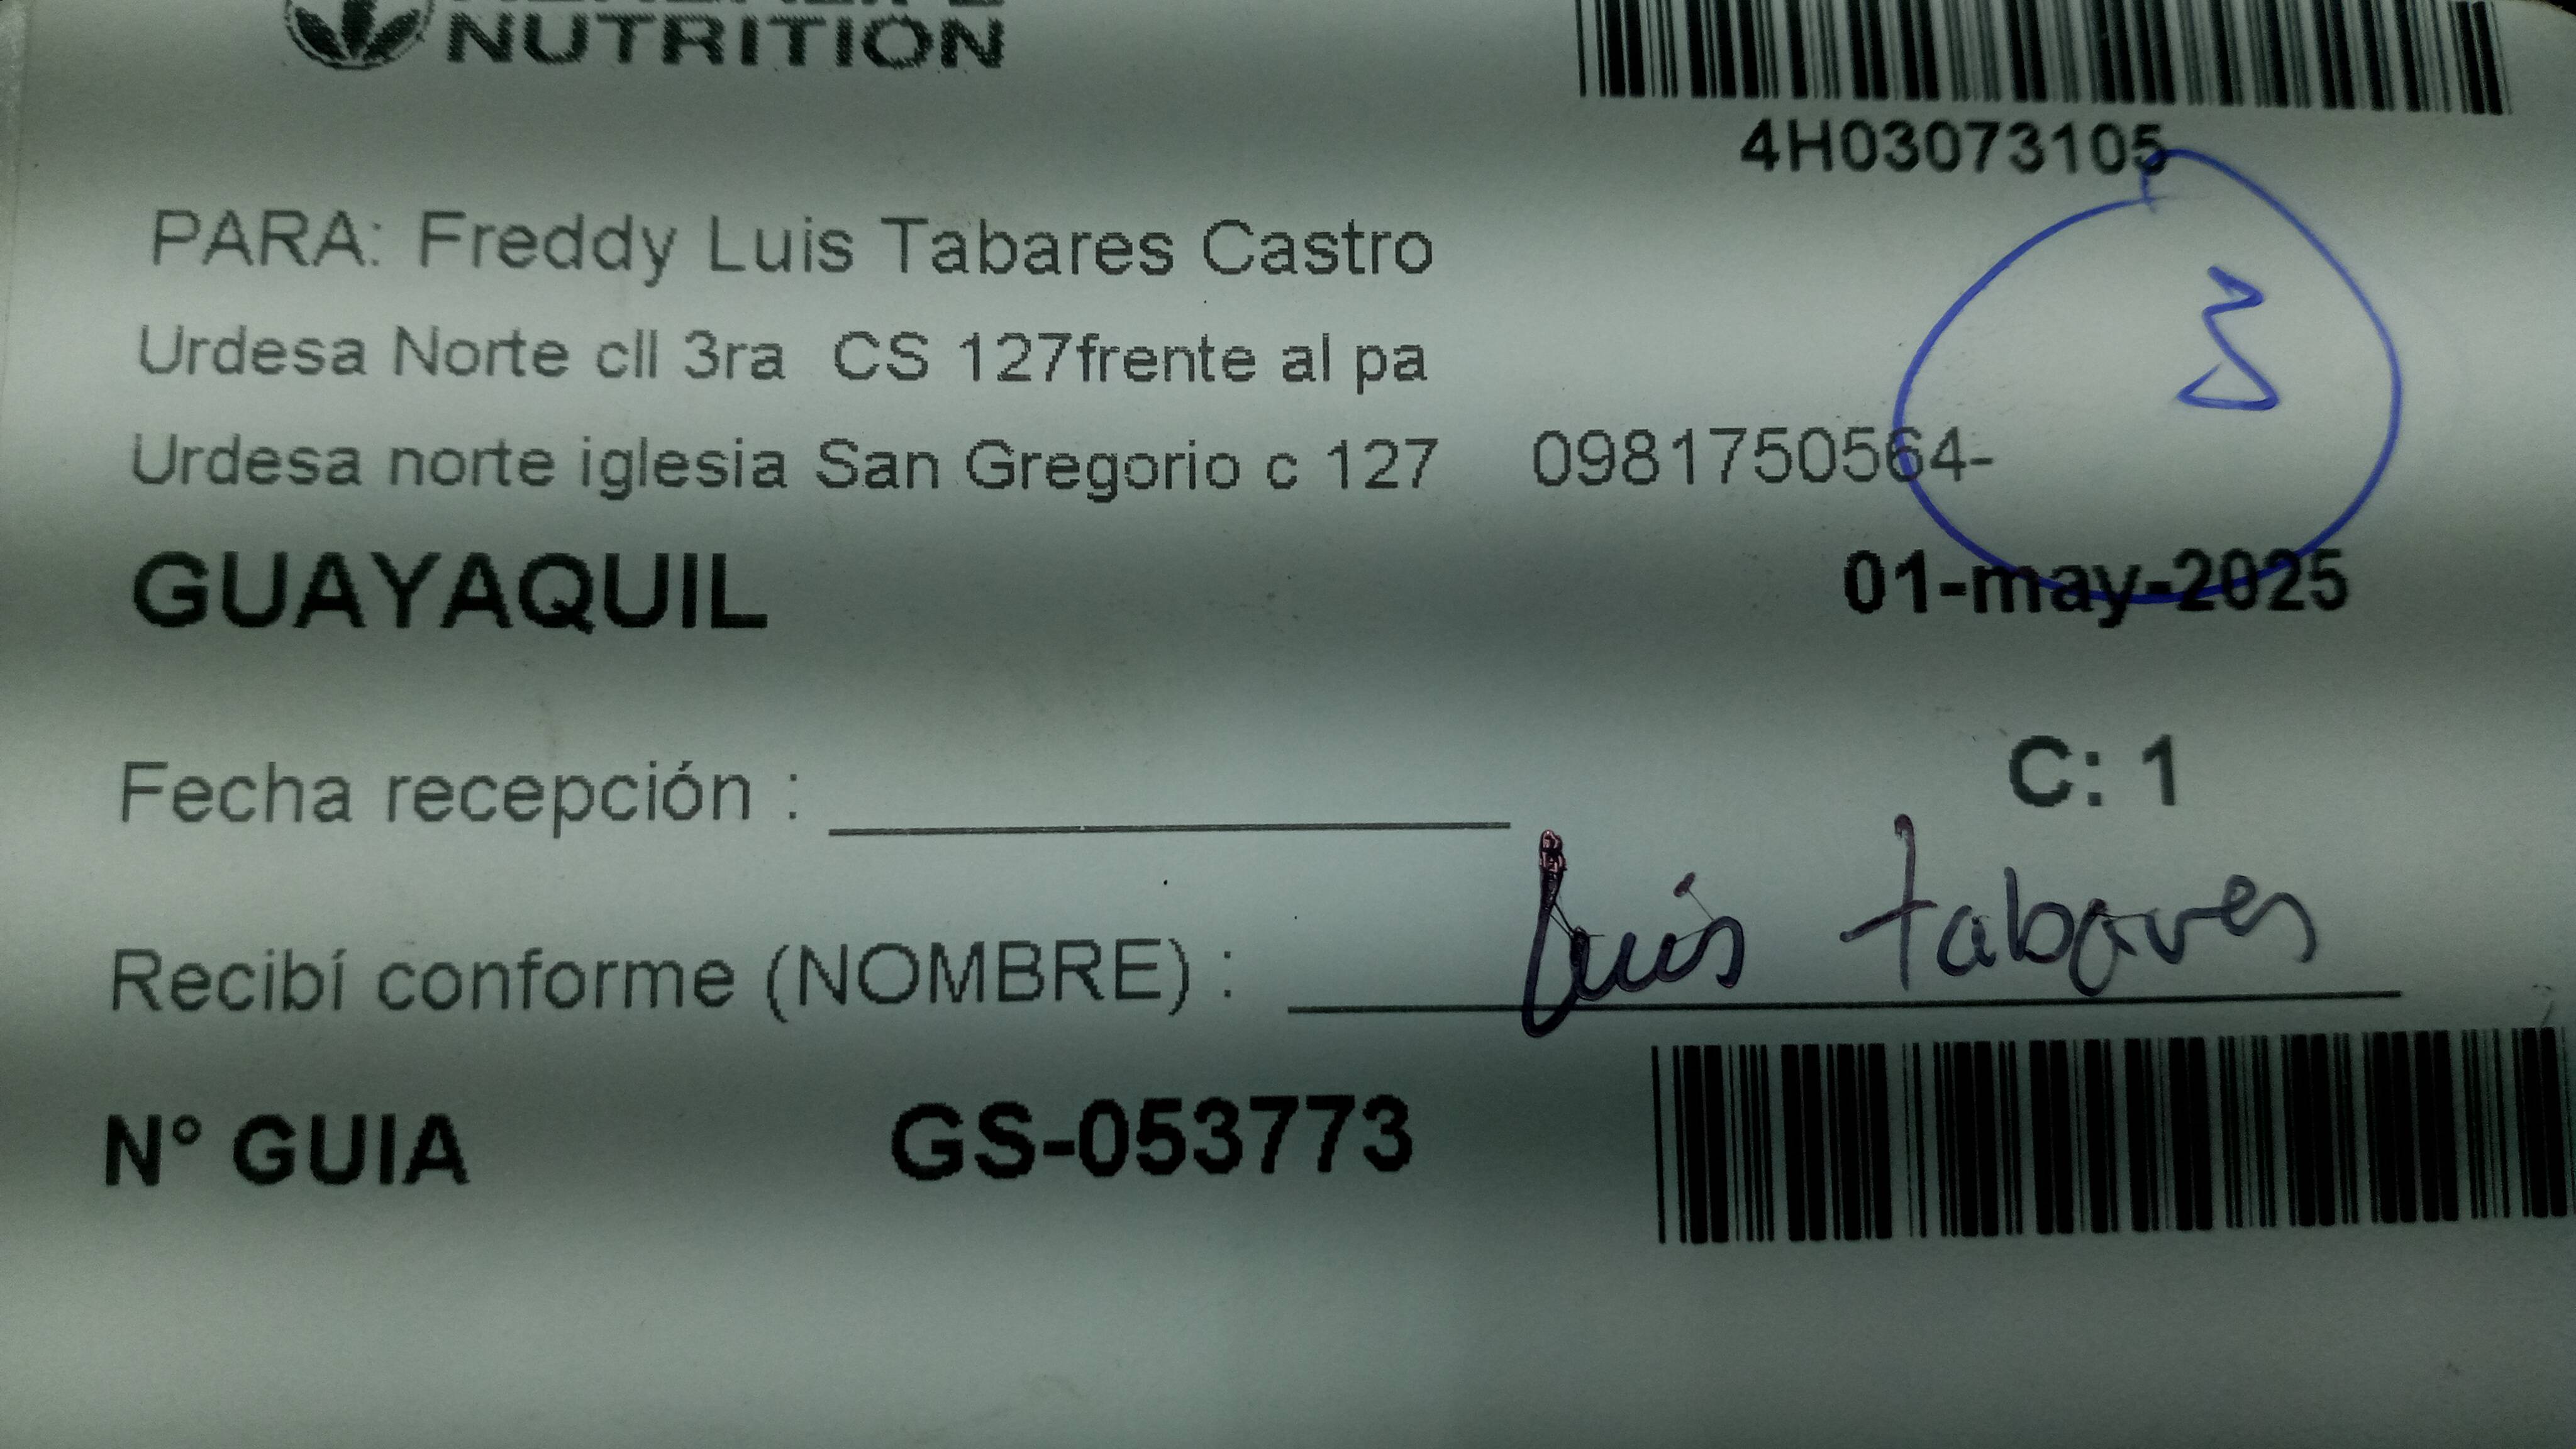 NUTRITION
4H03073105
PARA: Freddy Luis Tabares Castro
Urdesa Norte cll 3ra CS 127frente al pa
Urdesa norte iglesia San Gregorio c 127 0981750564-
GUAYAQUIL 01-may-2025
Fecha recepción :
C: 1
Recibí conforme (NOMBRE) : Luis tabares
N° GUIA GS-053773